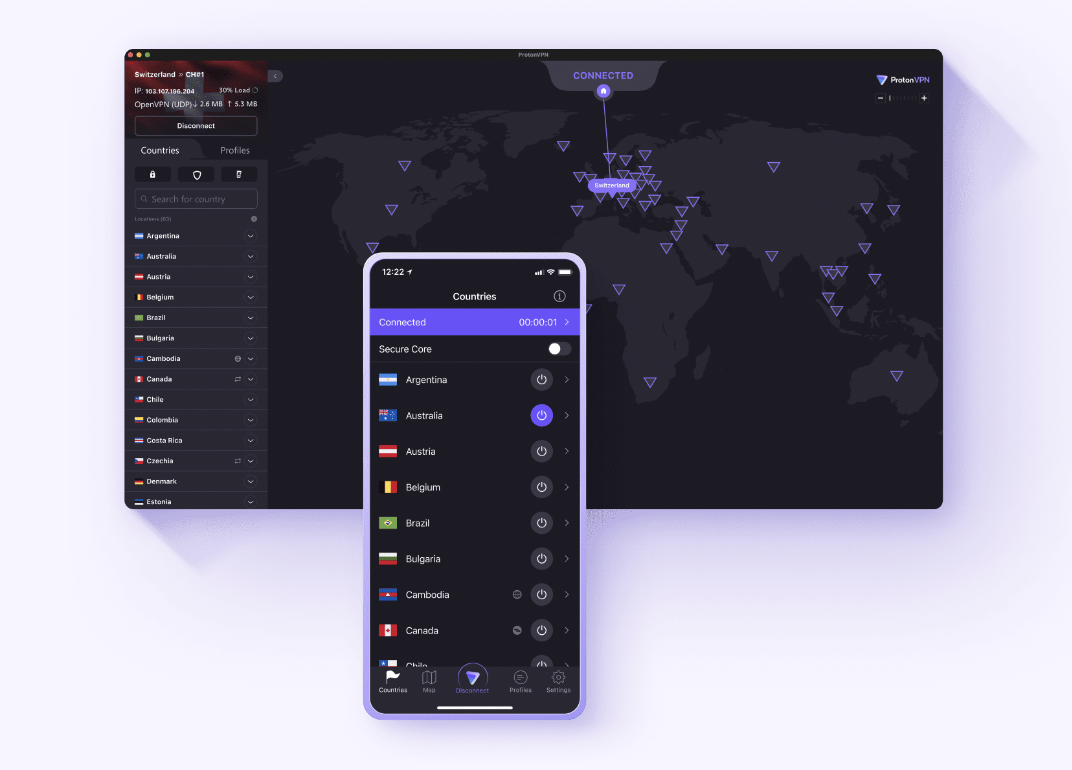 ProtonVPN
Switzerland » CH#1
IP: 103.107.196.204 30% Load
OpenVPN (UDP)↓ 2.6 MB ↑ 5.3 MB
Disconnect
Countries Profiles
Search for country
Locations (63)
Argentina
Australia
Austria
Belgium
Brazil
Bulgaria
Cambodia
Canada
Chile
Colombia
Costa Rica
Czechia
Denmark
Estonia
CONNECTED
ProtonVPN
Switzerland
12:22
Countries
Connected 00:00:01
Secure Core
Argentina
Australia
Austria
Belgium
Brazil
Bulgaria
Cambodia
Canada
Chile
Countries Map Disconnect Profiles Settings